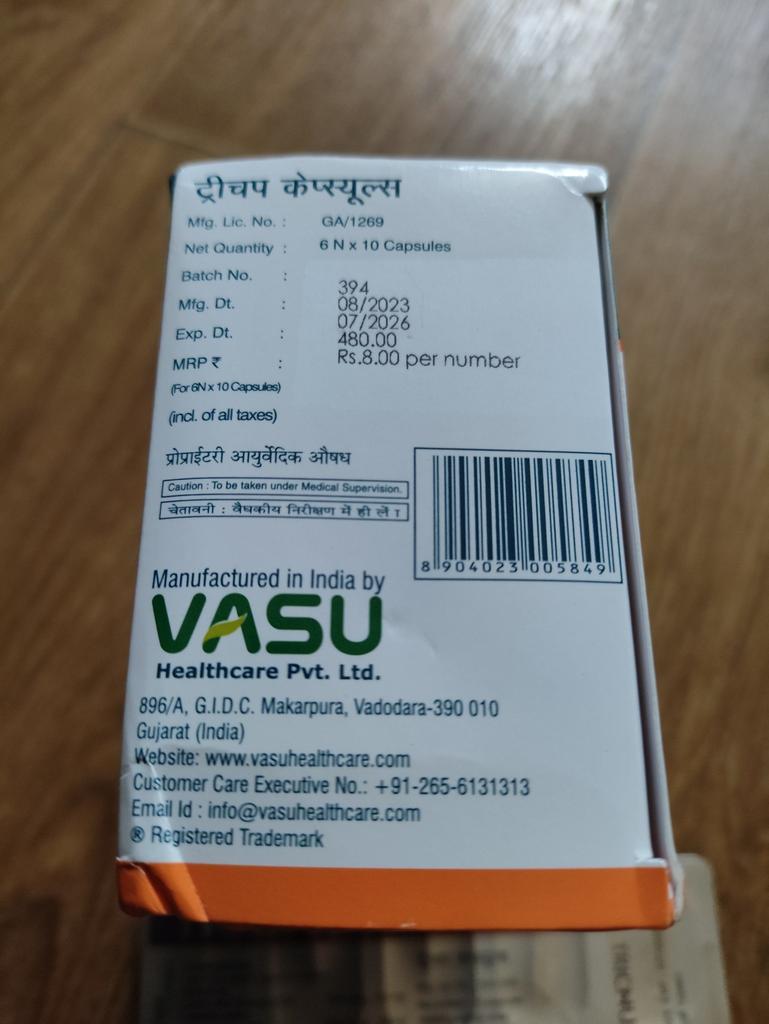 ट्रीचप केप्स्यूल्स
Mfg. Lic. No. : GA/1269
Net Quantity : 6 N x 10 Capsules
Batch No. : 394
Mfg. Dt. : 08/2023
Exp. Dt. : 07/2026
MRP ₹ : 480.00
Rs.8.00 per number
(For 6N x 10 Capsules)
(incl. of all taxes)
प्रोप्राईटरी आयुर्वेदिक औषध
Caution : To be taken under Medical Supervision.
चेतावनी : वैद्यकीय निरीक्षण में ही लें ।
8 904023 005849
Manufactured in India by
VASU
Healthcare Pvt. Ltd.
896/A, G.I.D.C. Makarpura, Vadodara-390 010
Gujarat (India)
Website: www.vasuhealthcare.com
Customer Care Executive No.: +91-265-6131313
Email Id : info@vasuhealthcare.com
® Registered Trademark